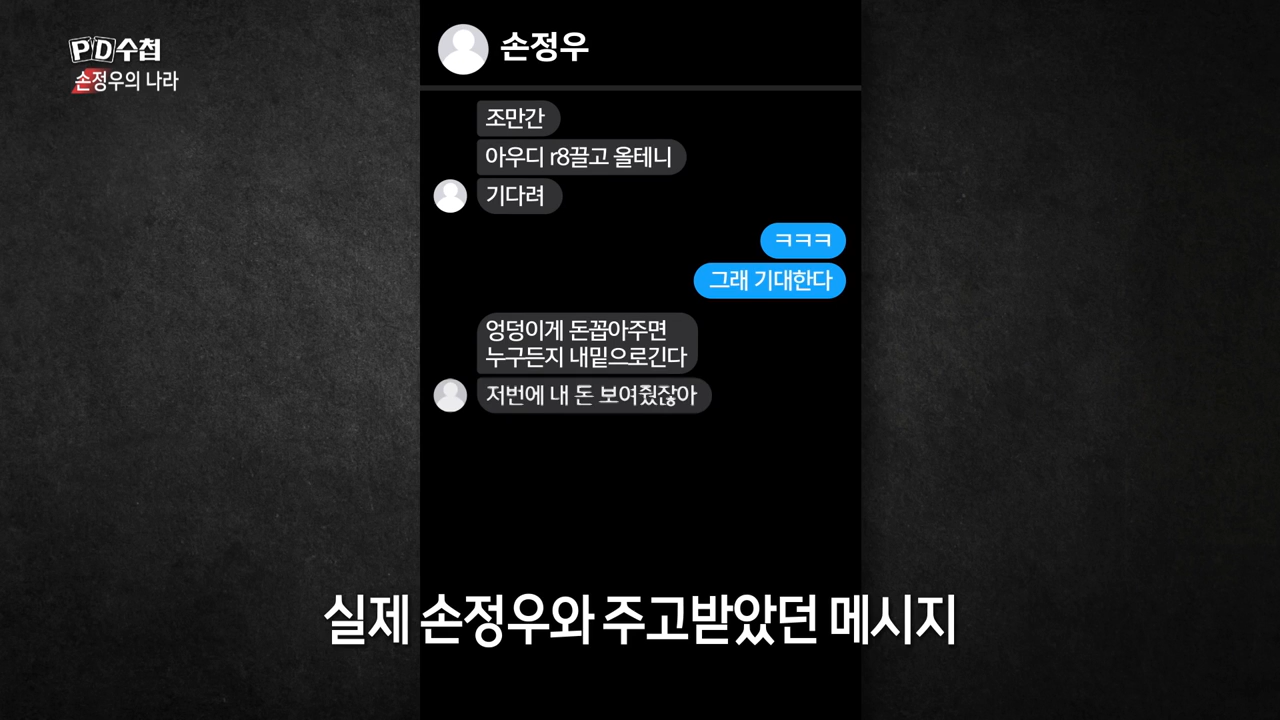 PD수첩
손정우의 나라
손정우
조만간
아우디 r8끌고 올테니
기다려
ㅋㅋㅋ
그래 기대한다
엉덩이게 돈꼽아주면
누구든지 내밑으로긴다
저번에 내 돈 보여줬잖아
실제 손정우와 주고받았던 메시지